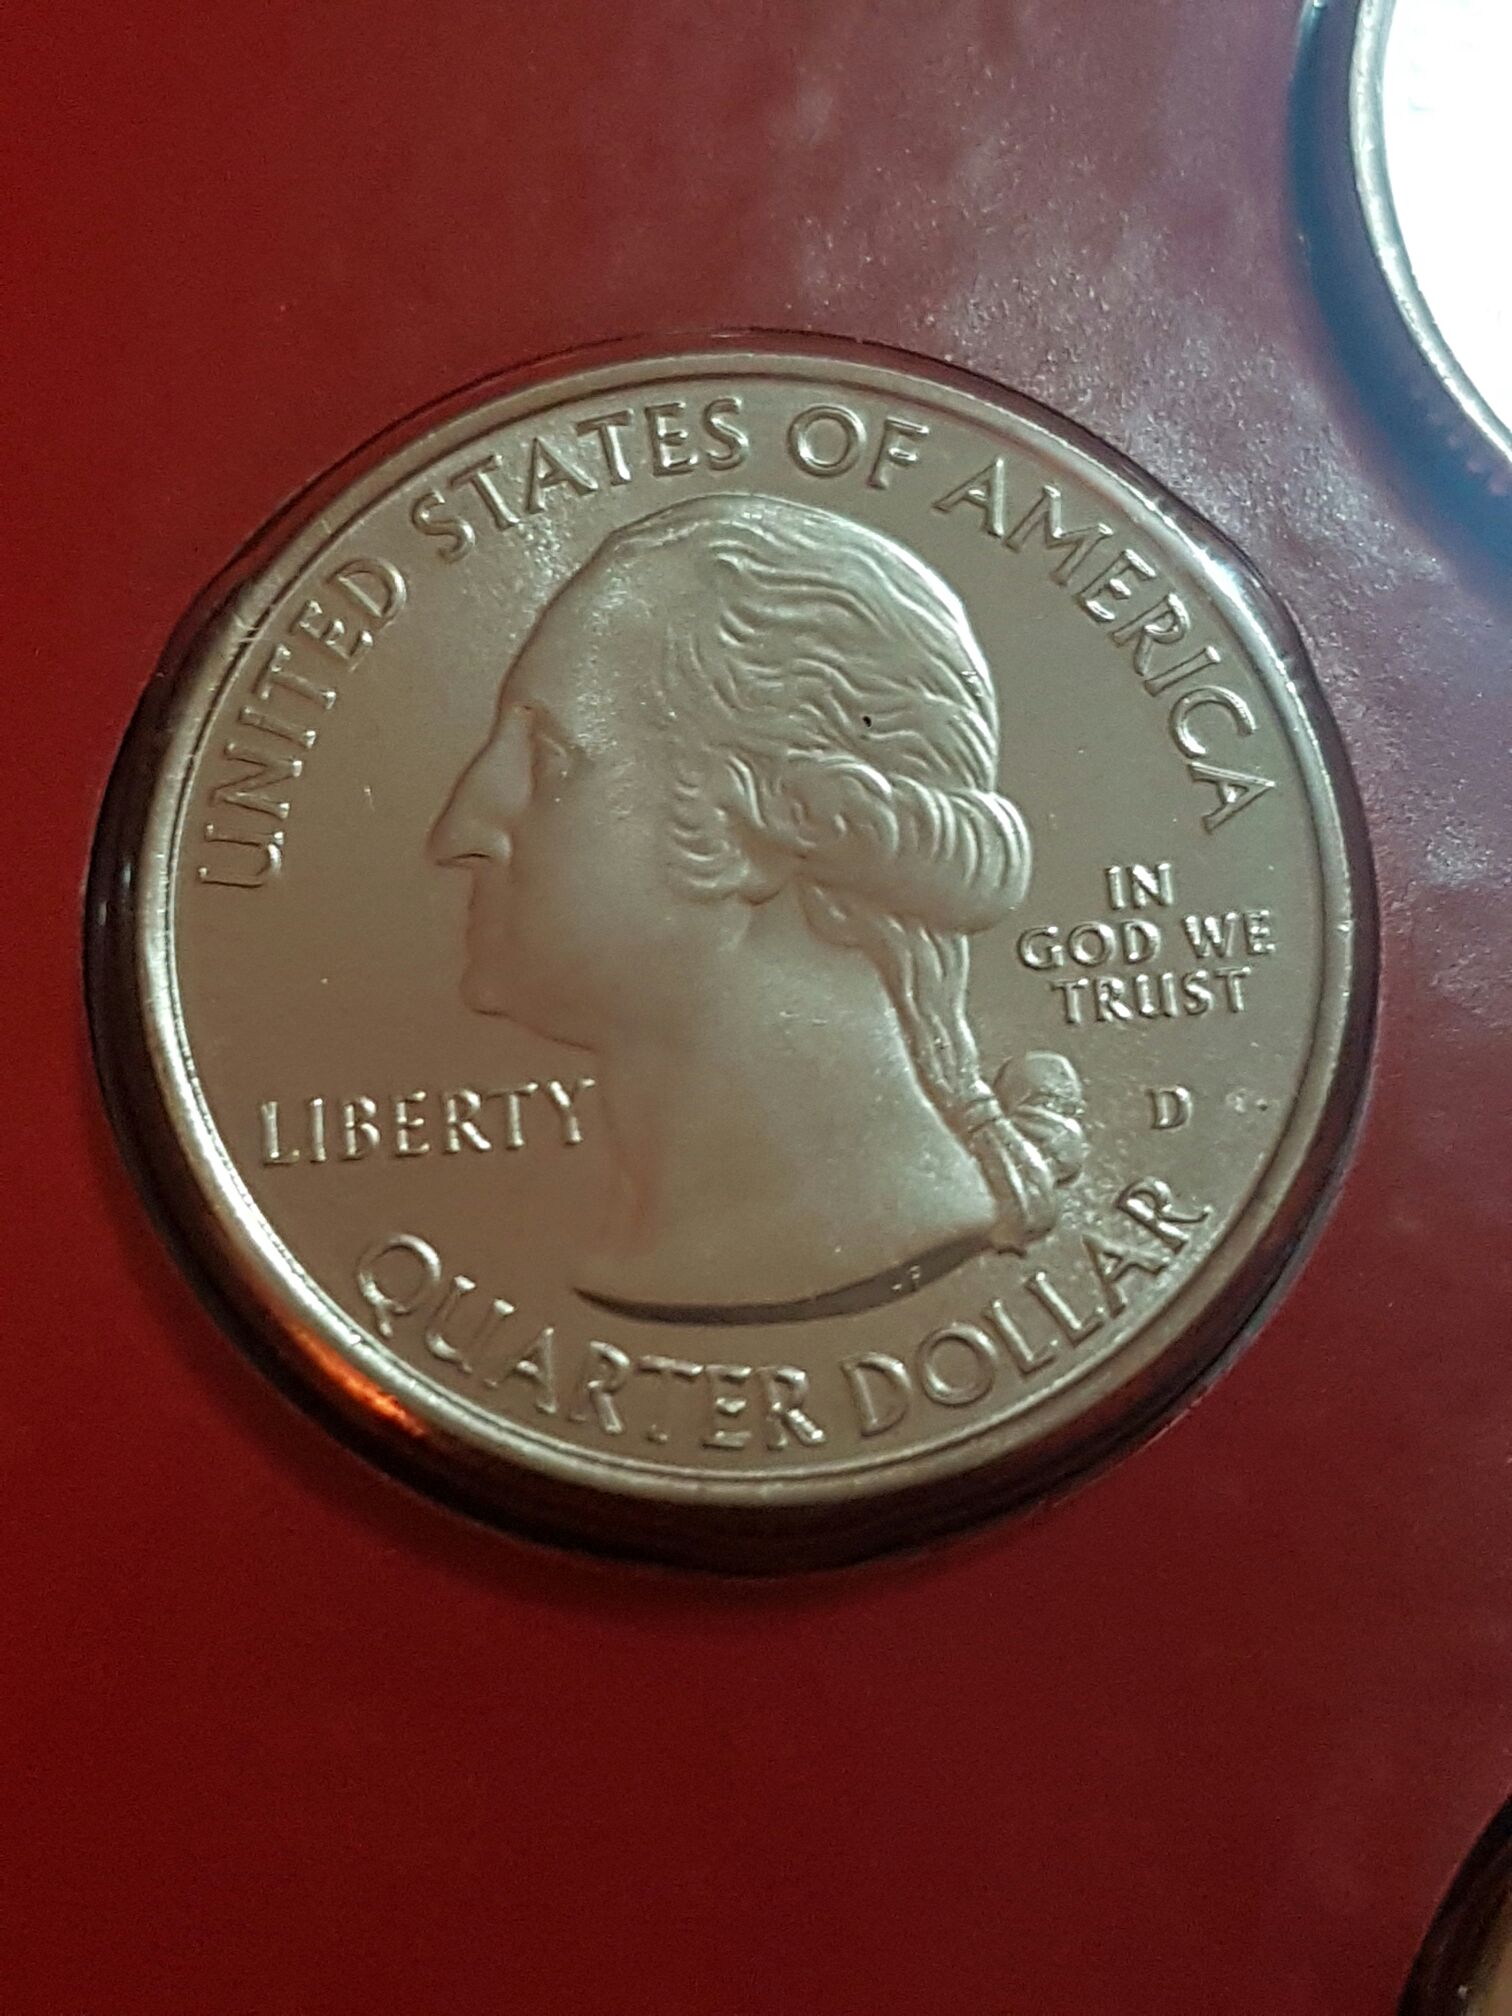 UNITED STATES OF AMERICA
IN
GOD WE
TRUST
LIBERTY
D
QUARTER DOLLAR